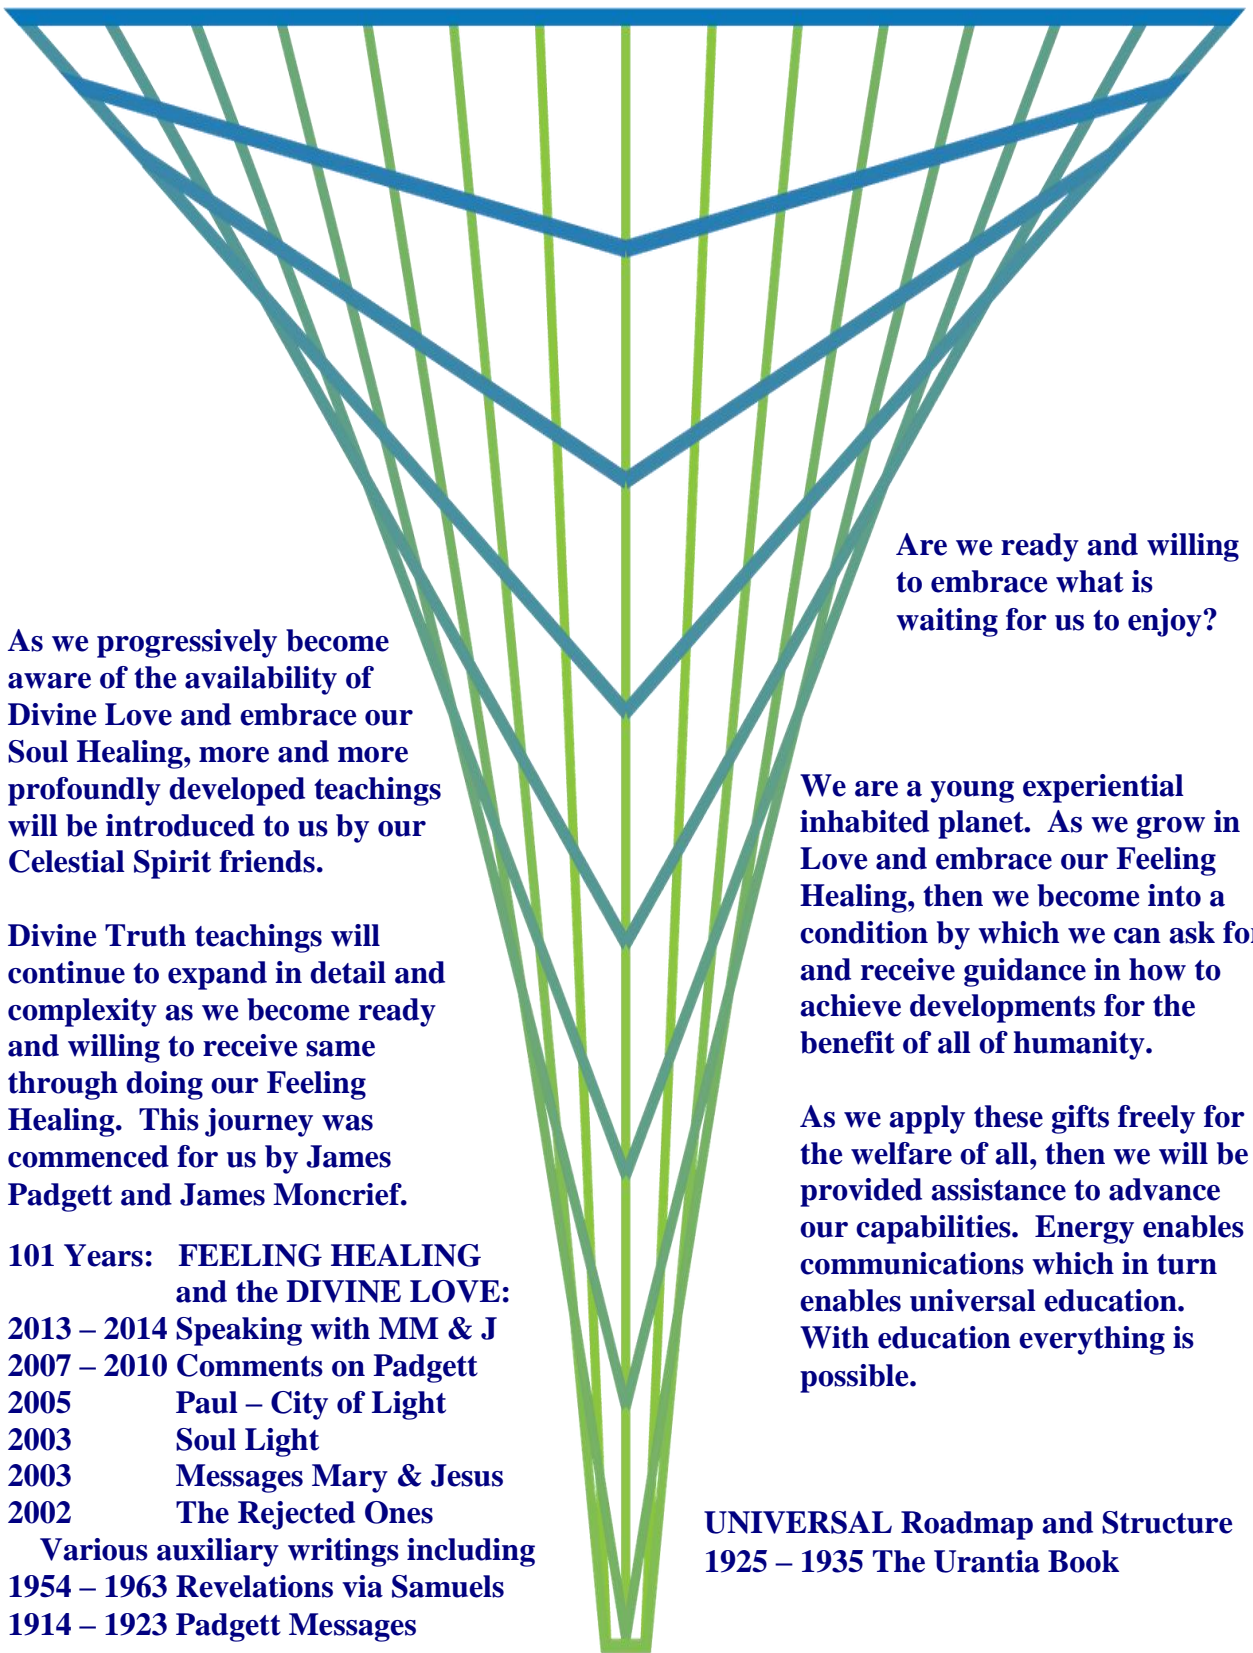 Are we ready and willing
to embrace what is
waiting for us to enjoy?
As we progressively become
aware of the availability of
Divine Love and embrace our
Soul Healing, more and more
profoundly developed teachings
will be introduced to us by our
Celestial Spirit friends.
Divine Truth teachings will
continue to expand in detail and
complexity as we become ready
and willing to receive same
through doing our Feeling
Healing.  This journey was
commenced for us by James
Padgett and James Moncrief.
101 Years:   FEELING HEALING
and the DIVINE LOVE:
2013 – 2014 Speaking with MM & J
2007 – 2010 Comments on Padgett
2005 Paul – City of Light
2003 Soul Light
2003 Messages Mary & Jesus
2002 The Rejected Ones
Various auxiliary writings including
1954 – 1963 Revelations via Samuels
1914 – 1923 Padgett Messages
We are a young experiential
inhabited planet.  As we grow in
Love and embrace our Feeling
Healing, then we become into a
condition by which we can ask for
and receive guidance in how to
achieve developments for the
benefit of all of humanity.
As we apply these gifts freely for
the welfare of all, then we will be
provided assistance to advance
our capabilities.  Energy enables
communications which in turn
enables universal education.
With education everything is
possible.
UNIVERSAL Roadmap and Structure
1925 – 1935 The Urantia Book